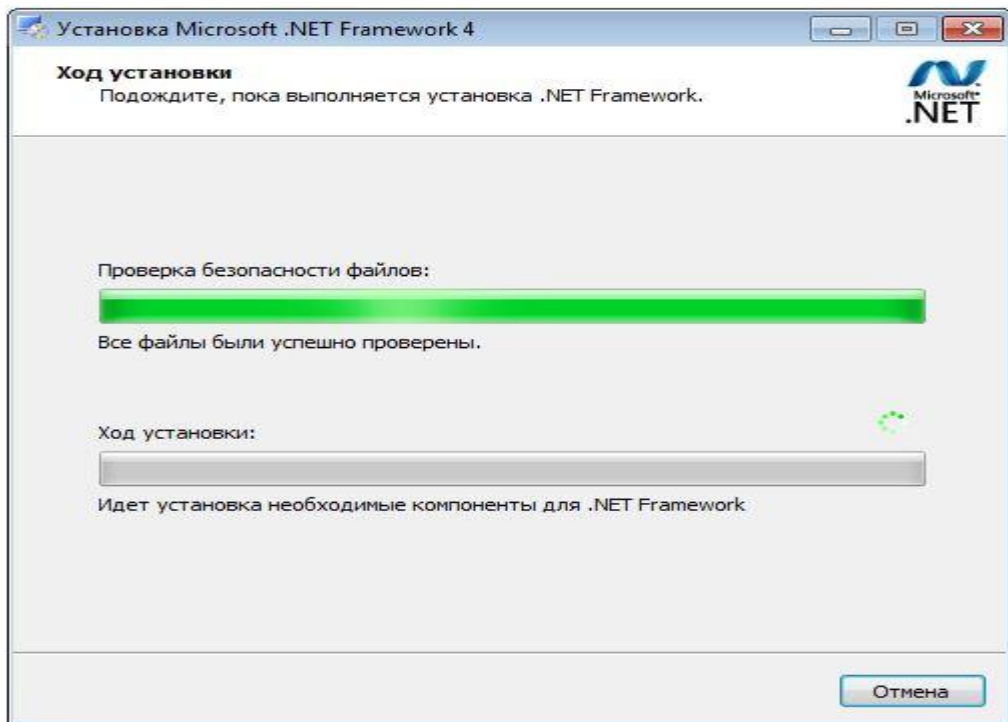 Установка Microsoft .NET Framework 4
Ход установки
Подождите, пока выполняется установка .NET Framework.
Microsoft
.NET
Проверка безопасности файлов:
Все файлы были успешно проверены.
Ход установки:
Идет установка необходимые компоненты для .NET Framework
Отмена